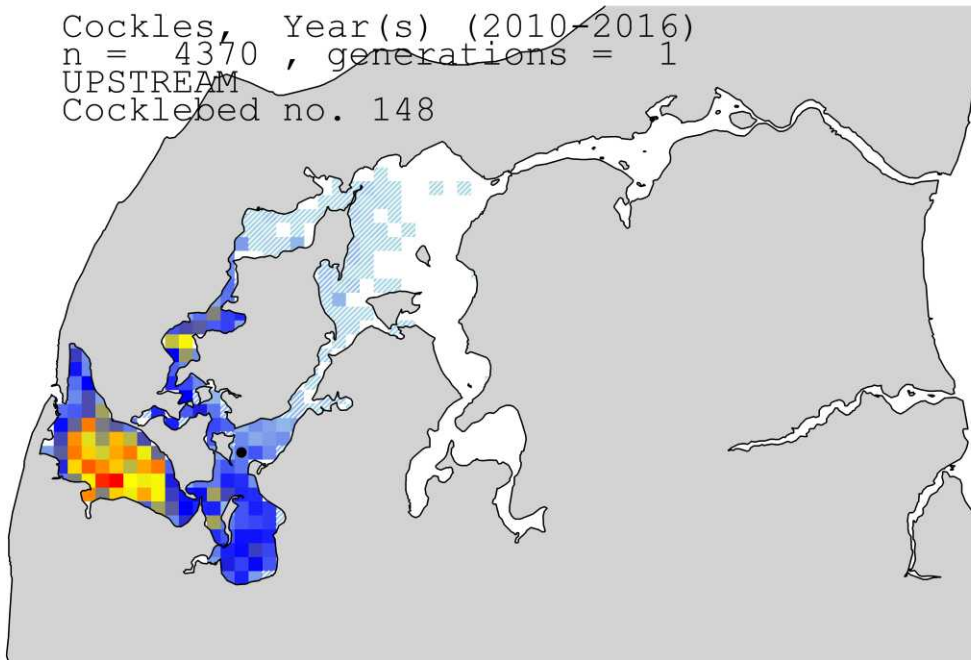 Cockles, Year(s) (2010-2016)
n = 4370 , generations = 1
UPSTREAM
Cocklebed no. 148